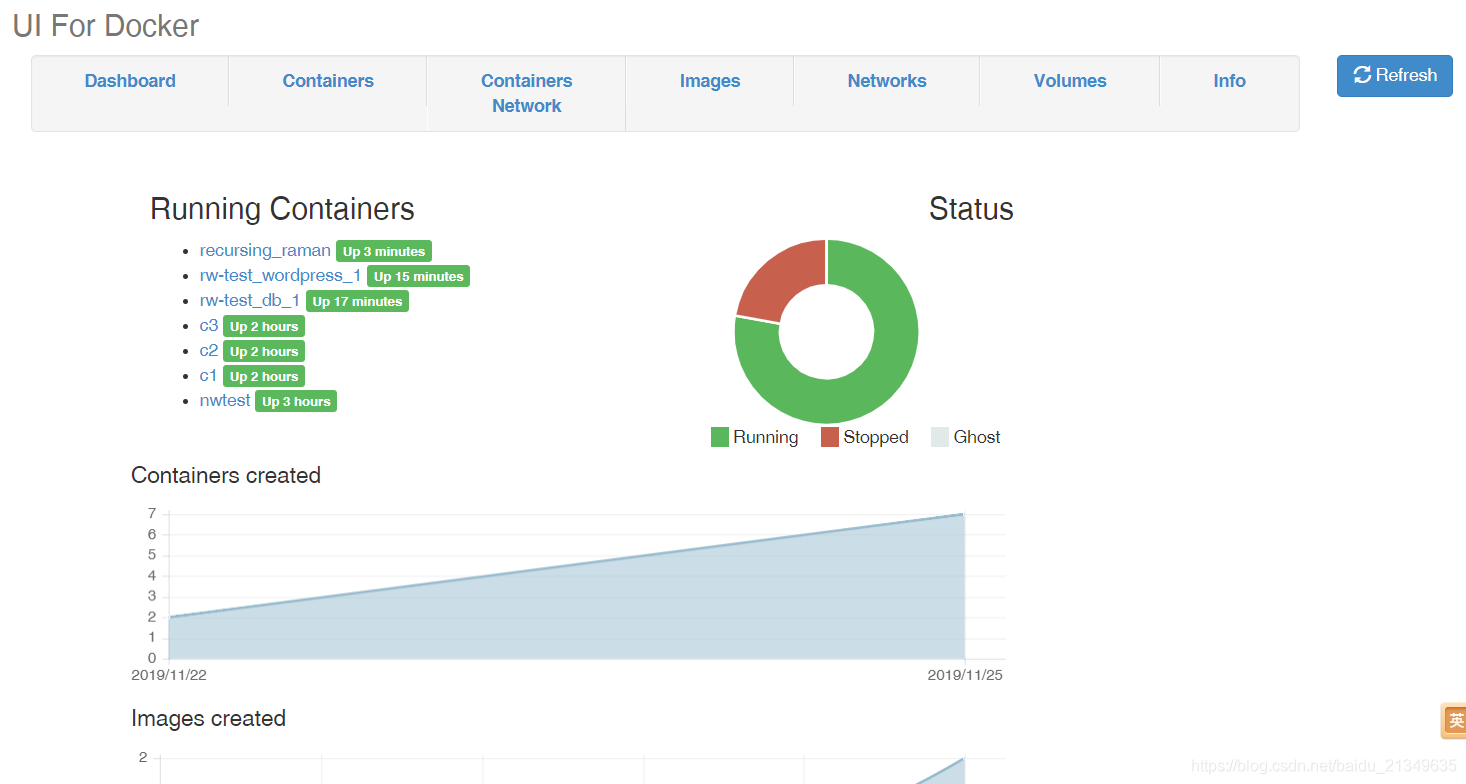 UI For Docker
Dashboard
Containers
Containers
Network
Images
Networks
Volumes
Info
Refresh
Running Containers
recursing_raman Up 3 minutes
rw-test_wordpress_1 Up 15 minutes
rw-test_db_1 Up 17 minutes
c3 Up 2 hours
c2 Up 2 hours
c1 Up 2 hours
nwtest Up 3 hours
Status
Running Stopped Ghost
Containers created
7
6
5
4
3
2
1
0
2019/11/22 2019/11/25
Images created
2
英
https://blog.csdn.net/baidu_21349635